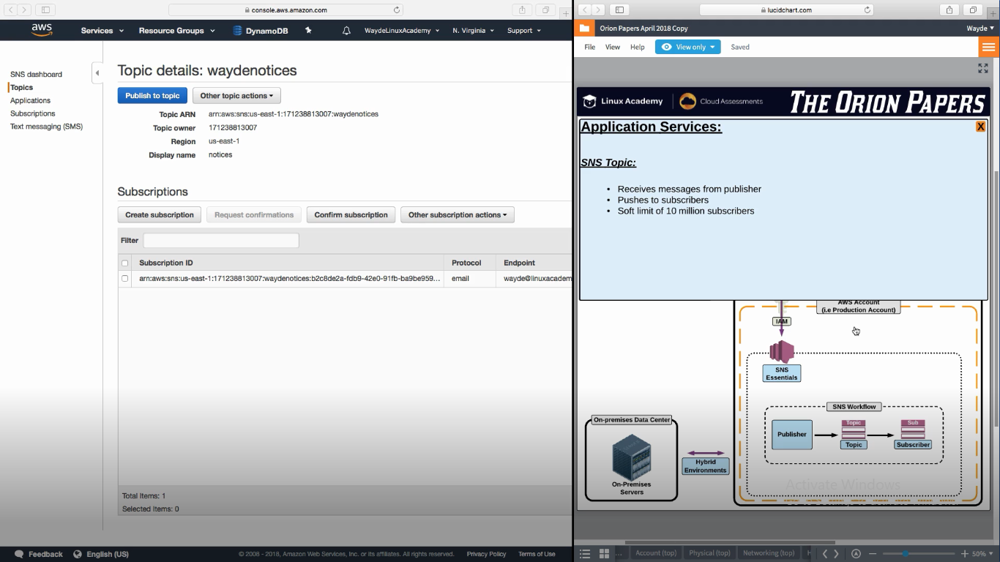 console.aws.amazon.com
aws
Services
Resource Groups
DynamoDB
WaydeLinuxAcademy
N. Virginia
Support
SNS dashboard
Topics
Applications
Subscriptions
Text messaging (SMS)
Topic details: waydenotices
Publish to topic
Other topic actions
Topic ARN arn:aws:sns:us-east-1:171238813007:waydenotices
Topic owner 171238813007
Region us-east-1
Display name notices
Subscriptions
Create subscription
Request confirmations
Confirm subscription
Other subscription actions
Filter
Subscription ID Protocol Endpoint
arn:aws:sns:us-east-1:171238813007:waydenotices:b2c8de2a-fdb9-42e0-91fb-ba9be959... email wayde@linuxacadem
Total Items: 1
Selected Items: 0
Feedback
English (US)
© 2008 - 2018, Amazon Web Services, Inc. or its affiliates. All rights reserved.
Privacy Policy
Terms of Use
lucidchart.com
Orion Papers April 2018 Copy
Wayde
File View Help
View only
Saved
Linux Academy
Cloud Assessments
THE ORION PAPERS
Application Services:
X
SNS Topic:
• Receives messages from publisher
• Pushes to subscribers
• Soft limit of 10 million subscribers
AWS Account
(i.e Production Account)
IAM
SNS
Essentials
SNS Workflow
Publisher
Topic
Topic
Sub
Subscriber
On-premises Data Center
On-Premises
Servers
Hybrid
Environments
Activate Windows
...
Account (top)
Physical (top)
Networking (top)
50%